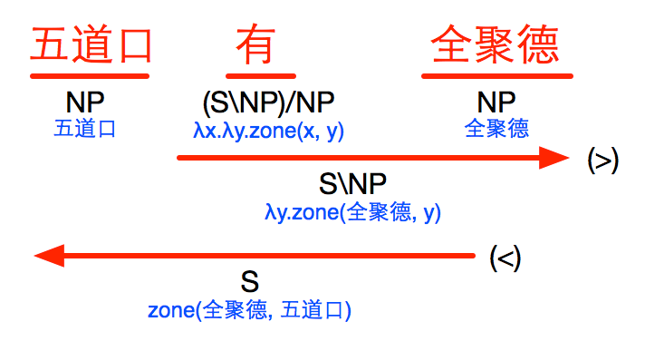 五道口 有 全聚德
NP (S\NP)/NP NP
五道口 λx.λy.zone(x, y) 全聚德
(>)
S\NP
λy.zone(全聚德, y)
(<)
S
zone(全聚德, 五道口)